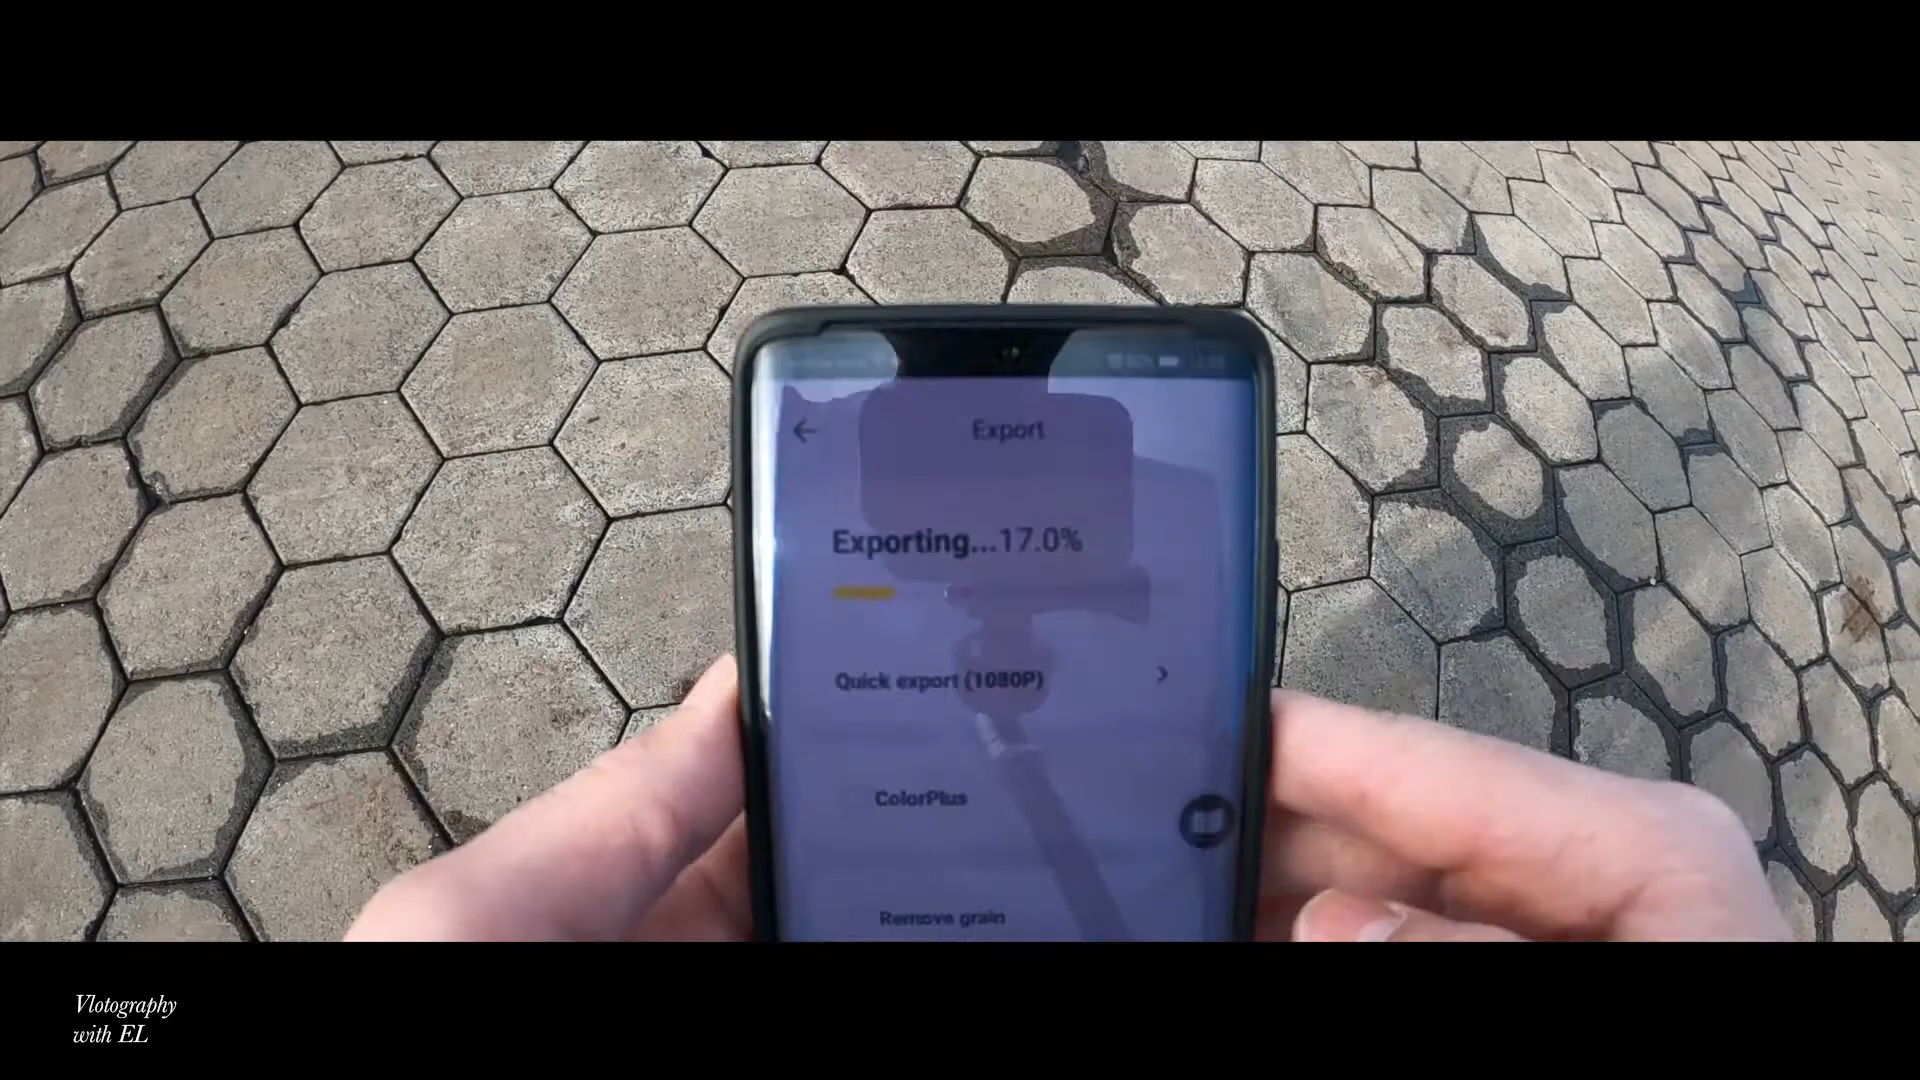 Export
Exporting...17.0%
Quick export (1080P)
ColorPlus
Remove grain
Vlotography
with EL